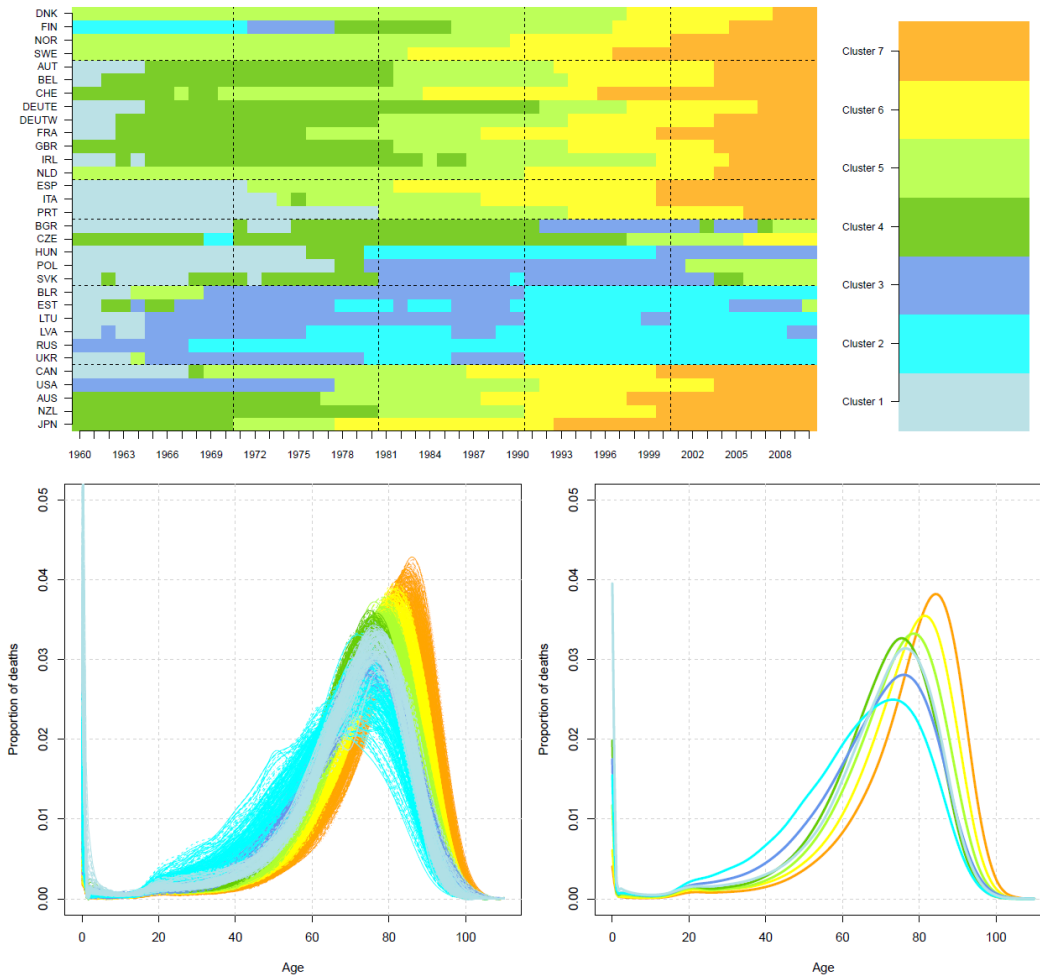 DNK
FIN
NOR
SWE
AUT
BEL
CHE
DEUTE
DEUTW
FRA
GBR
IRL
NLD
ESP
ITA
PRT
BGR
CZE
HUN
POL
SVK
BLR
EST
LTU
LVA
RUS
UKR
CAN
USA
AUS
NZL
JPN
1960 1963 1966 1969 1972 1975 1978 1981 1984 1987 1990 1993 1996 1999 2002 2005 2008
Cluster 7
Cluster 6
Cluster 5
Cluster 4
Cluster 3
Cluster 2
Cluster 1
Proportion of deaths
0.05
0.04
0.03
0.02
0.01
0.00
0 20 40 60 80 100
Age
Proportion of deaths
0.05
0.04
0.03
0.02
0.01
0.00
0 20 40 60 80 100
Age